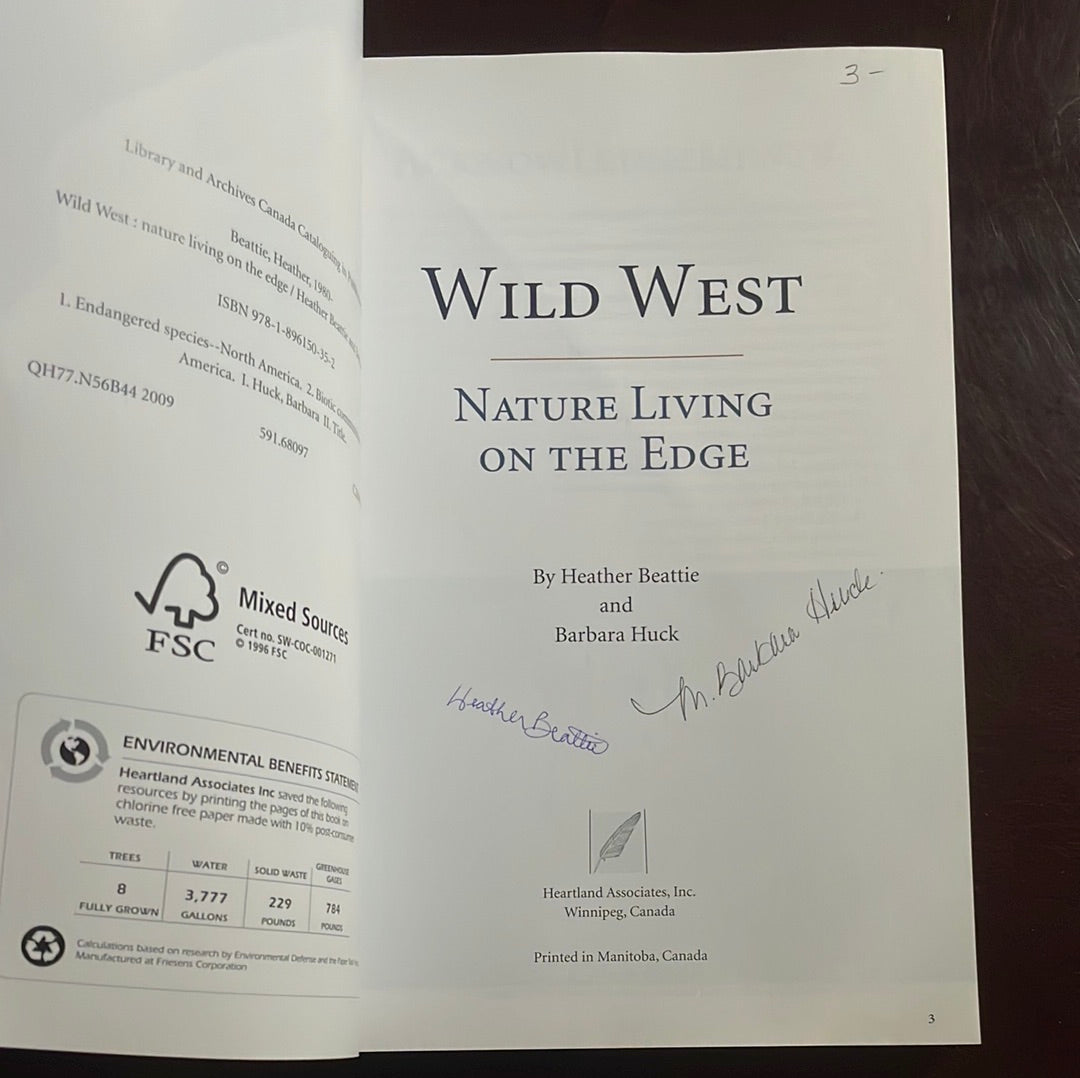 Library and Archives Canada Cataloguing in
Beattie, Heather, 1980-
Wild West : nature living on the edge / Heather Beattie and
ISBN 978-1-896150-35-2
1. Endangered species--North America. 2. Biotic
America. I. Huck, Barbara II. Title.
QH77.N56B44 2009
591.68097
©
Mixed Sources
Cert no. SW-COC-001271
© 1996 FSC
FSC
ENVIRONMENTAL BENEFITS STATEMENT
Heartland Associates Inc saved the following
resources by printing the pages of this book on
chlorine free paper made with 10% post-consumer
waste.
TREES WATER SOLID WASTE GREENHOUSE GASES
8 3,777 229 784
FULLY GROWN GALLONS POUNDS POUNDS
Calculations based on research by Environmental Defense and the Paper
Manufactured at Friesens Corporation
3 -
WILD WEST
NATURE LIVING
ON THE EDGE
By Heather Beattie
and
Barbara Huck
M. Barbara Huck
Heather Beattie
Heartland Associates, Inc.
Winnipeg, Canada
Printed in Manitoba, Canada
3